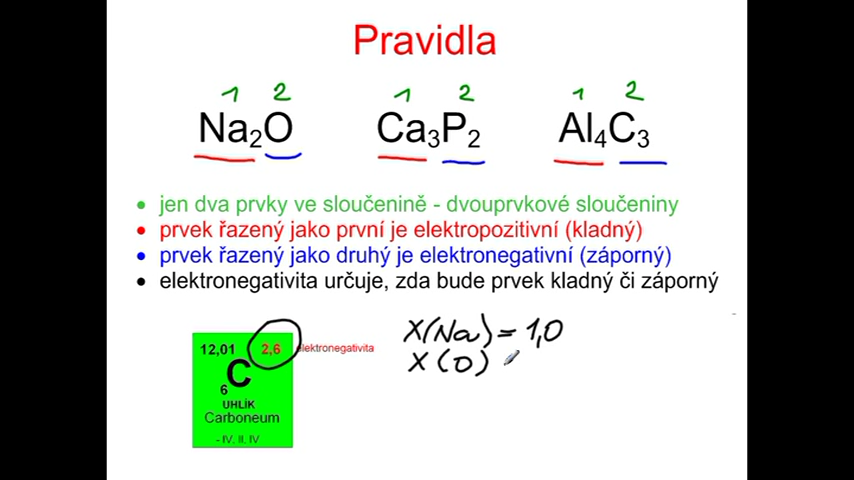 Pravidla
1 2 1 2 1 2
Na2O Ca3P2 Al4C3
jen dva prvky ve sloučenině - dvouprvkové sloučeniny
prvek řazený jako první je elektropozitivní (kladný)
prvek řazený jako druhý je elektronegativní (záporný)
elektronegativita určuje, zda bude prvek kladný či záporný
X(Na) = 1,0
12,01 2,6 elektronegativita
X(O)
C
6
UHLÍK
Carboneum
- IV, II, IV